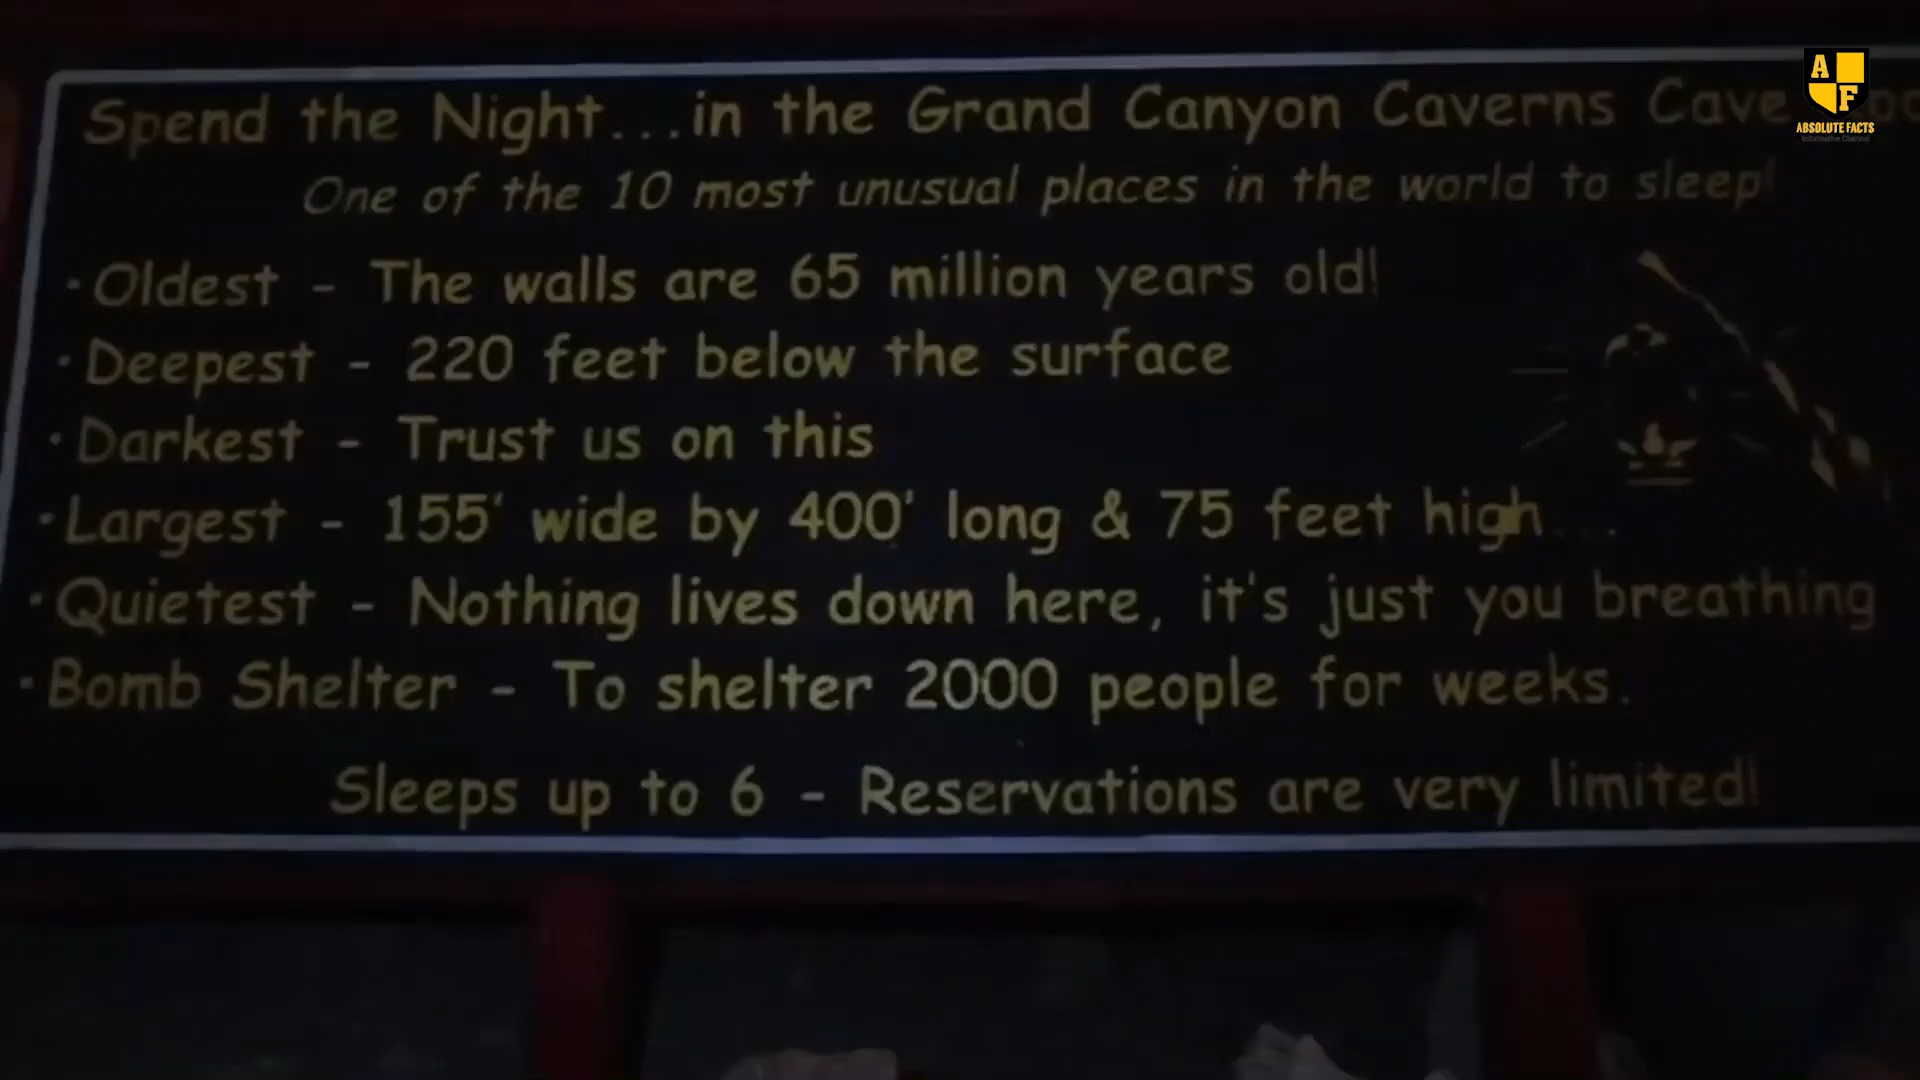 Spend the Night...in the Grand Canyon Caverns Cave
One of the 10 most unusual places in the world to sleep!
· Oldest - The walls are 65 million years old!
· Deepest - 220 feet below the surface
· Darkest - Trust us on this
· Largest - 155' wide by 400' long & 75 feet high...
· Quietest - Nothing lives down here, it's just you breathing
· Bomb Shelter - To shelter 2000 people for weeks.
Sleeps up to 6 - Reservations are very limited!
A
F
ABSOLUTE FACTS
Informative Channel